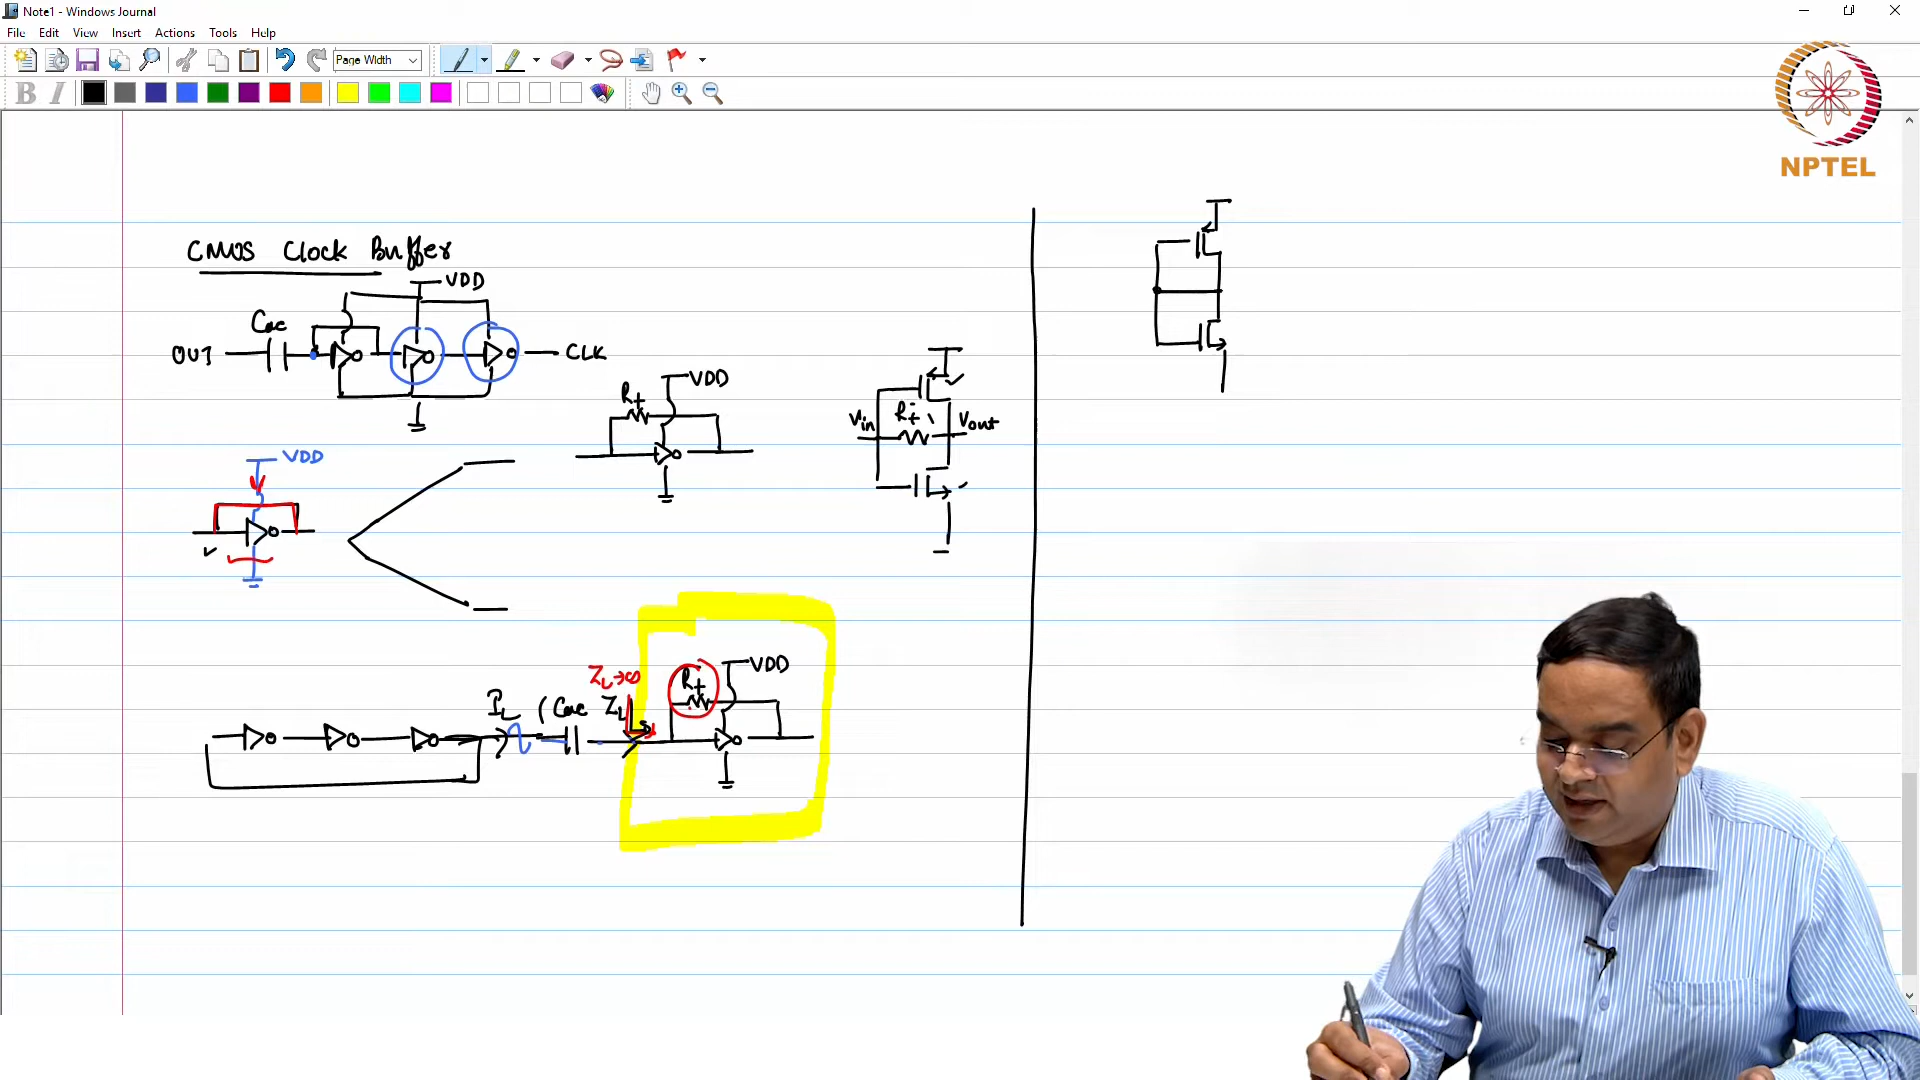 Note1 - Windows Journal
File Edit View Insert Actions Tools Help
Page Width
B I
NPTEL
CMOS Clock Buffer
VDD
Cac
OUT
CLK
VDD
Rf
Vin
Rf
Vout
VDD
ZL→∞
Rf
VDD
IL
Cac
ZL